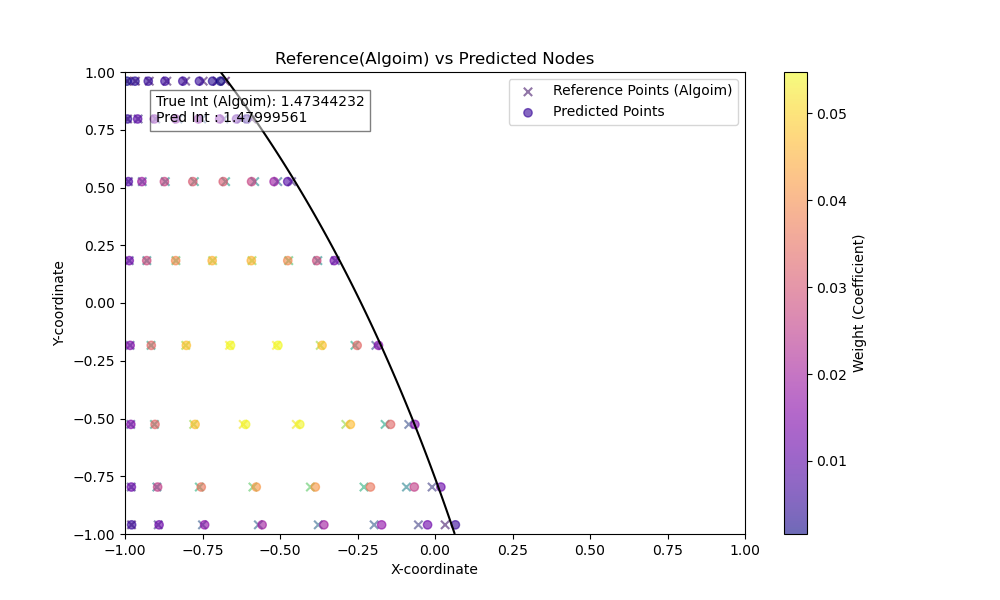 Reference(Algoim) vs Predicted Nodes
True Int (Algoim): 1.47344232
Pred Int : 1.47999561
Reference Points (Algoim)
Predicted Points
1.00
0.75
0.50
0.25
0.00
−0.25
−0.50
−0.75
−1.00
Y-coordinate
−1.00
−0.75
−0.50
−0.25
0.00
0.25
0.50
0.75
1.00
X-coordinate
0.05
0.04
0.03
0.02
0.01
Weight (Coefficient)